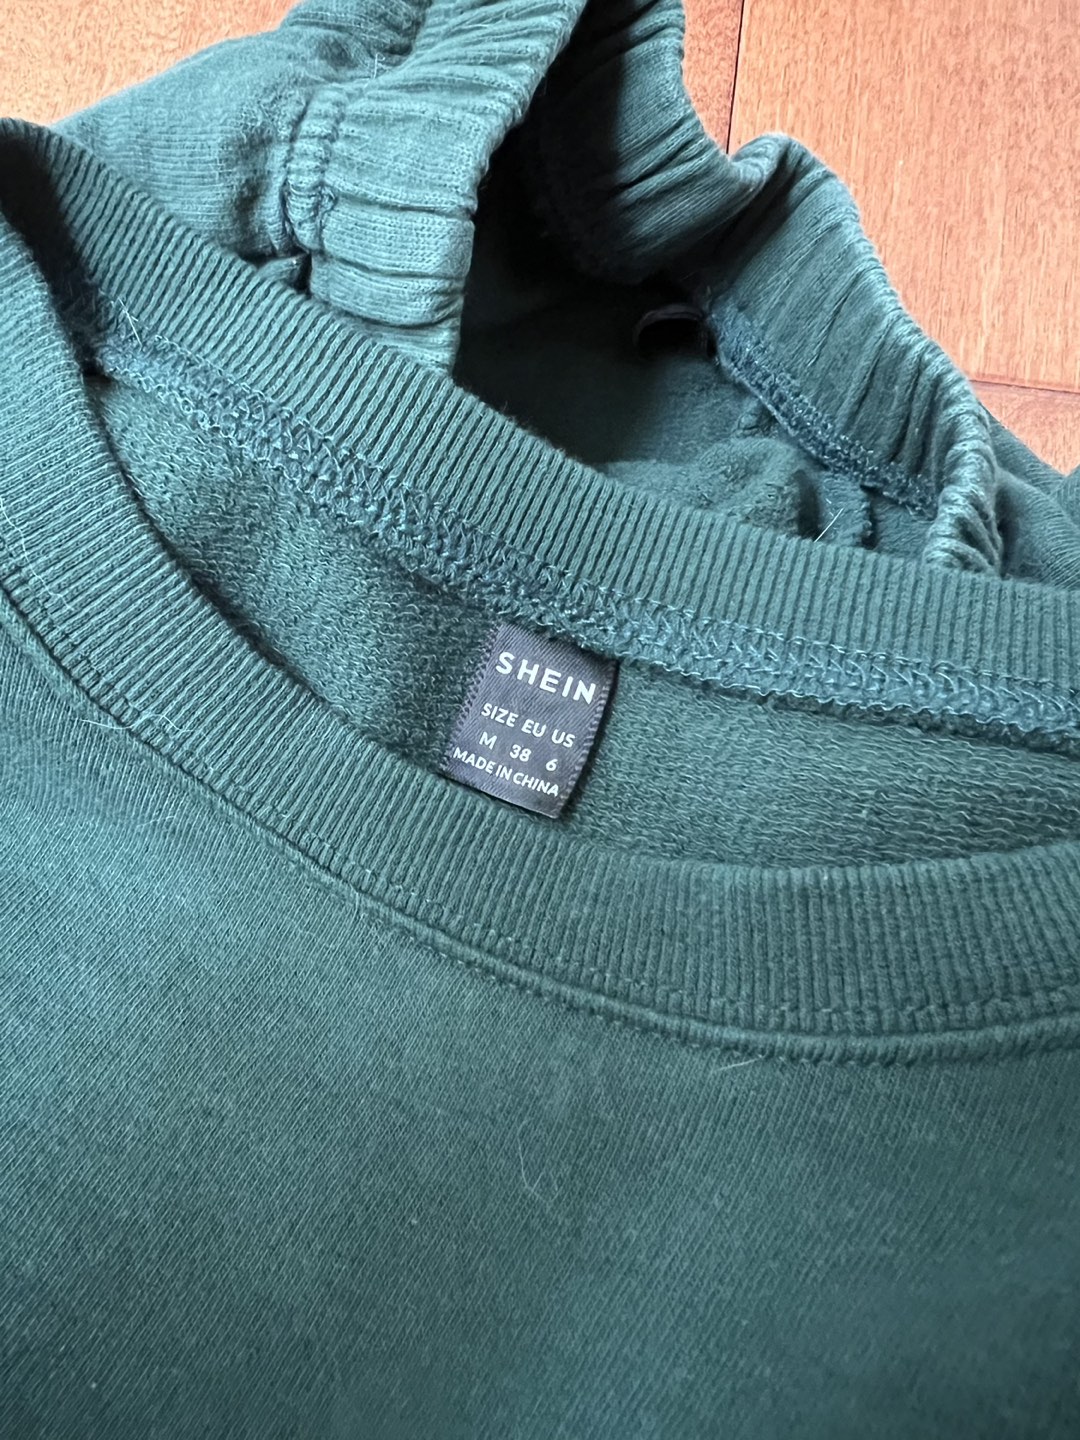 SHEIN
SIZE EU US
M 38 6
MADE IN CHINA